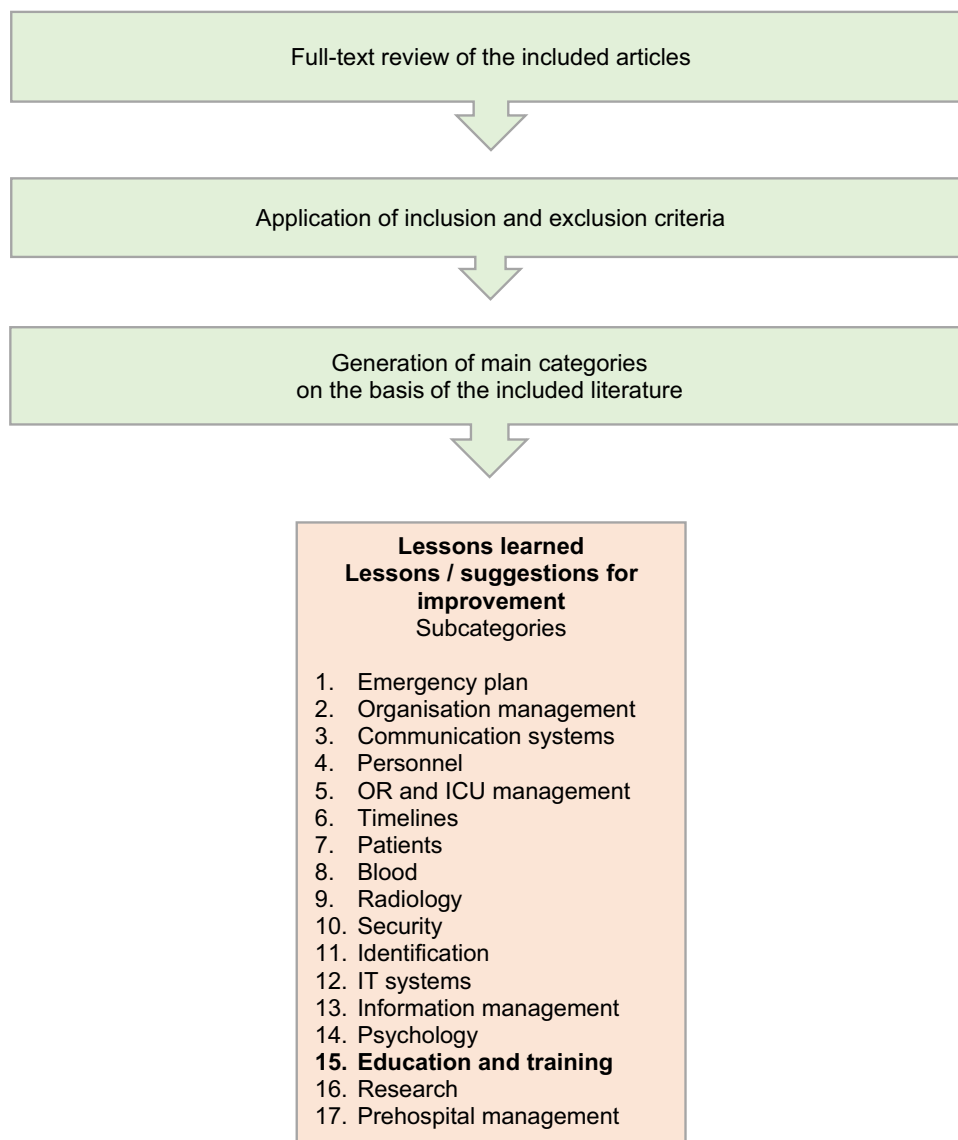 Full-text review of the included articles
Application of inclusion and exclusion criteria
Generation of main categories
on the basis of the included literature
Lessons learned
Lessons / suggestions for
improvement
Subcategories
1. Emergency plan
2. Organisation management
3. Communication systems
4. Personnel
5. OR and ICU management
6. Timelines
7. Patients
8. Blood
9. Radiology
10. Security
11. Identification
12. IT systems
13. Information management
14. Psychology
15. Education and training
16. Research
17. Prehospital management